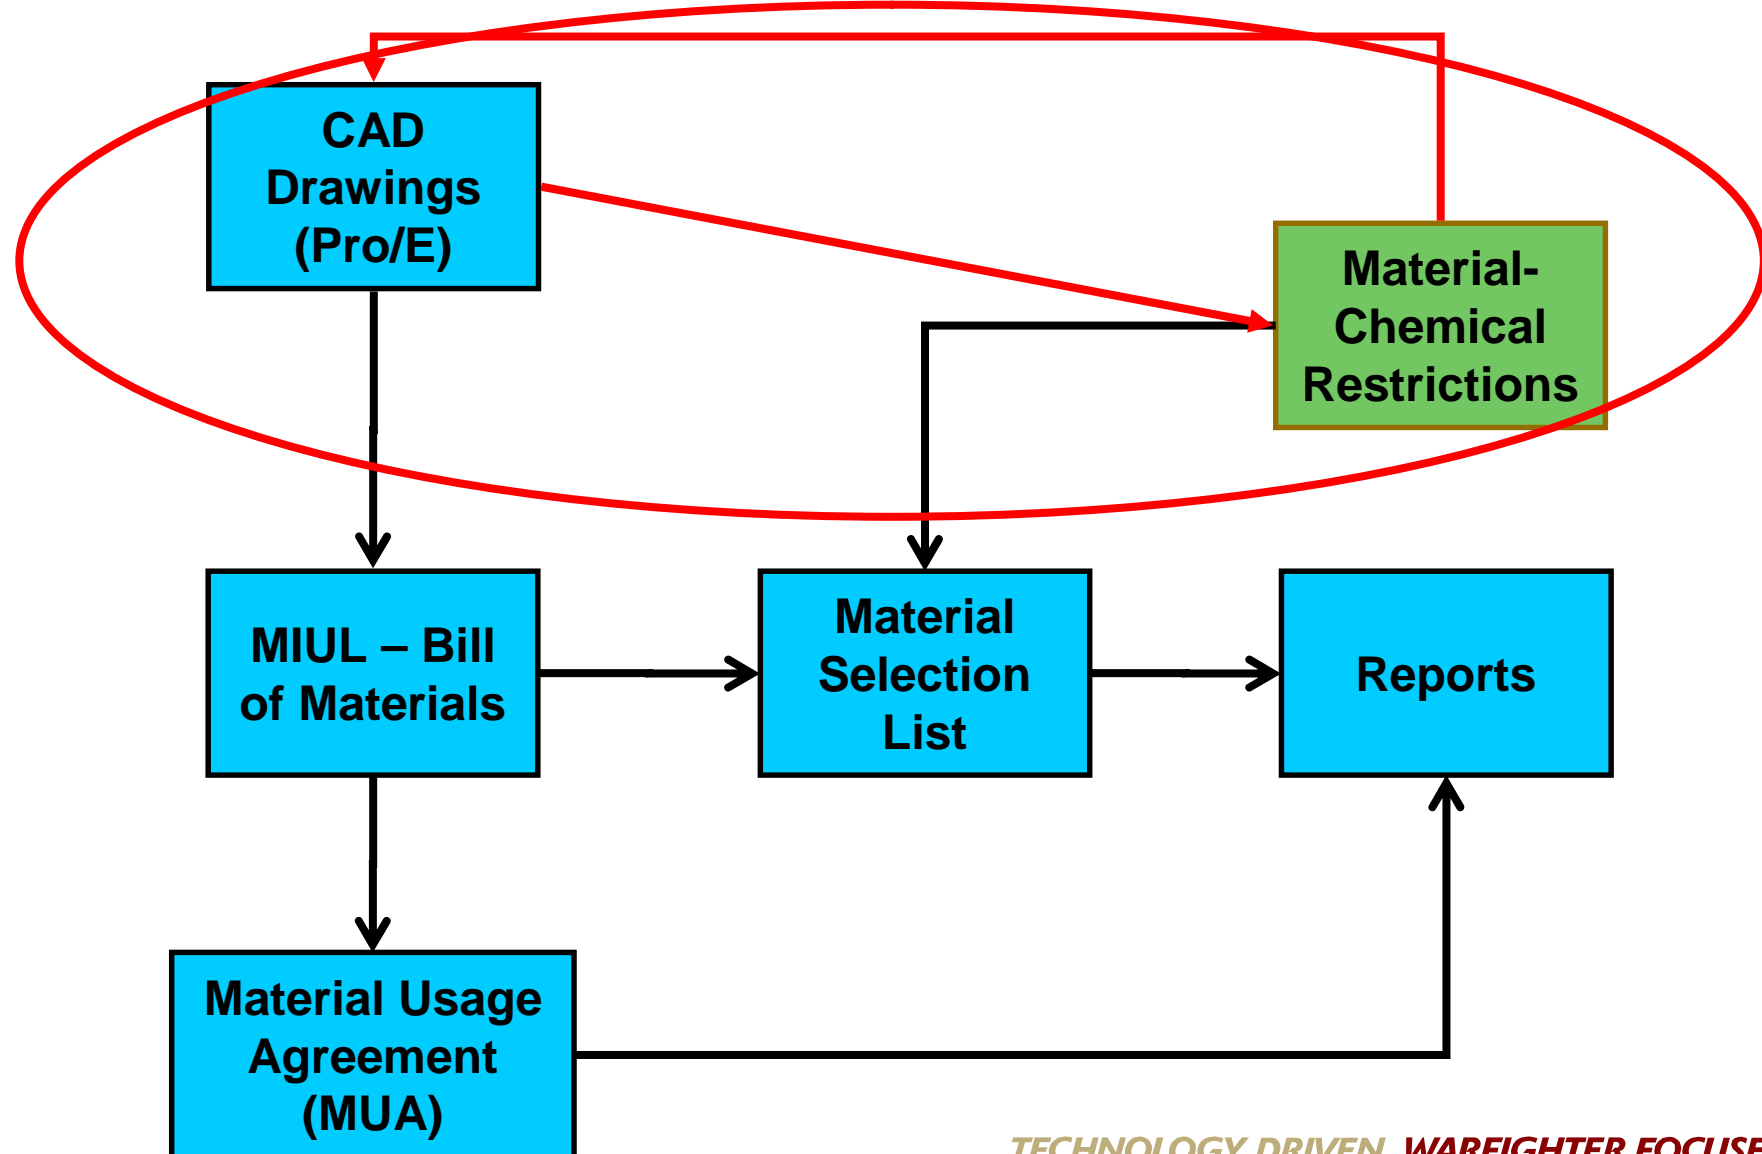 CAD
Drawings
(Pro/E)
Material-
Chemical
Restrictions
MIUL – Bill
of Materials
Material
Selection
List
Reports
Material Usage
Agreement
(MUA)
TECHNOLOGY DRIVEN. WARFIGHTER FOCUSE